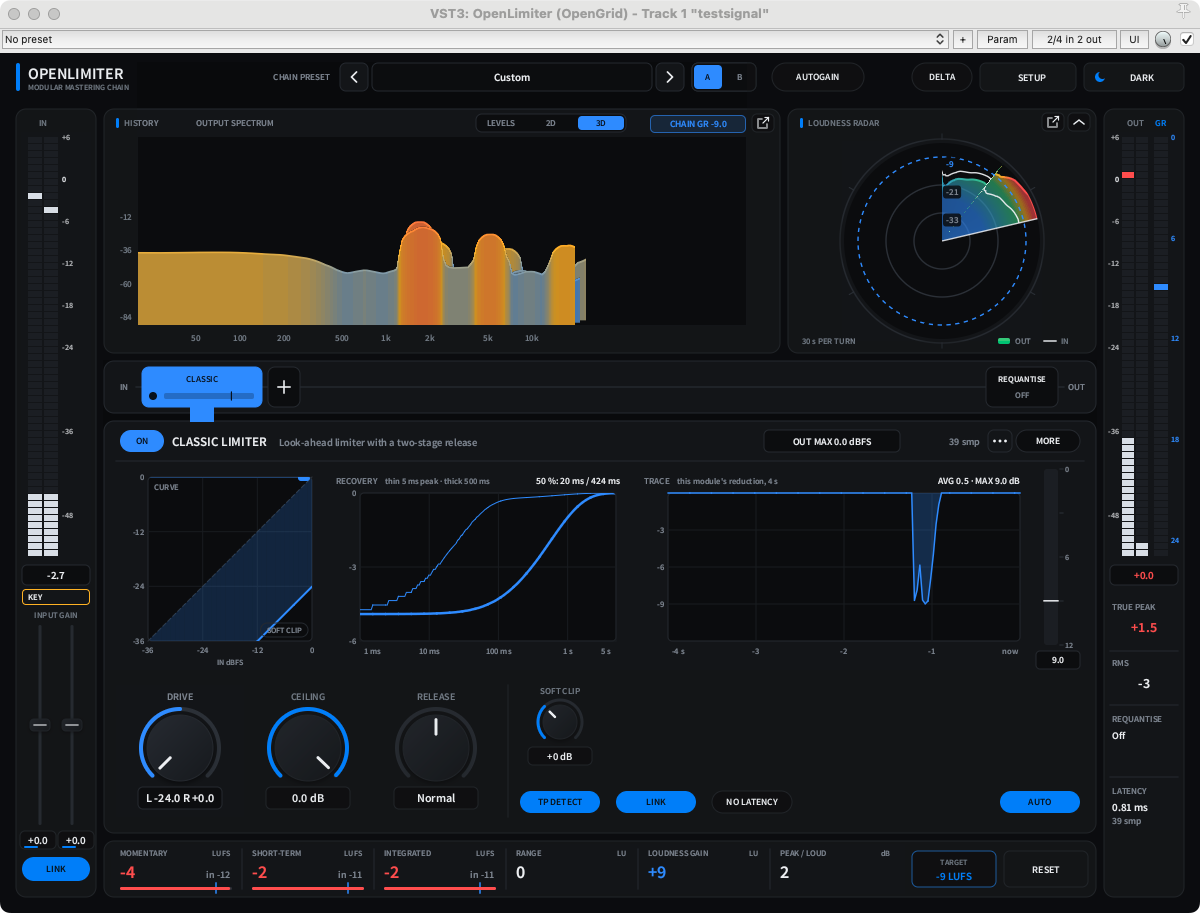 VST3: OpenLimiter (OpenGrid) - Track 1 "testsignal"
No preset
+
Param
2/4 in 2 out
UI
OPENLIMITER
MODULAR MASTERING CHAIN
CHAIN PRESET
Custom
A B
AUTOGAIN
DELTA
SETUP
DARK
IN
+6
0
-6
-12
-18
-24
-36
-48
-2.7
KEY
INPUT GAIN
+0.0 +0.0
LINK
HISTORY
OUTPUT SPECTRUM
LEVELS 2D 3D
CHAIN GR -9.0
-12
-36
-60
-84
50 100 200 500 1k 2k 5k 10k
LOUDNESS RADAR
-9
-21
-33
30 s PER TURN
OUT IN
OUT GR
+6
0
-6
-12
-18
-24
-36
-48
0
6
12
18
24
+0.0
TRUE PEAK
+1.5
RMS
-3
REQUANTISE
Off
LATENCY
0.81 ms
39 smp
IN
CLASSIC
+
REQUANTISE
OFF
OUT
ON
CLASSIC LIMITER
Look-ahead limiter with a two-stage release
OUT MAX 0.0 dBFS
39 smp
•••
MORE
CURVE
0
-12
-24
-36
SOFT CLIP
-36 -24 -12 0
IN dBFS
RECOVERY thin 5 ms peak · thick 500 ms
50 %: 20 ms / 424 ms
0
-3
-6
1 ms 10 ms 100 ms 1 s 5 s
TRACE this module's reduction, 4 s
AVG 0.5 · MAX 9.0 dB
-3
-6
-9
-4 s -3 -2 -1 now
0
6
12
9.0
DRIVE
L -24.0 R +0.0
CEILING
0.0 dB
RELEASE
Normal
SOFT CLIP
+0 dB
TP DETECT
LINK
NO LATENCY
AUTO
MOMENTARY LUFS
-4 in -12
SHORT-TERM LUFS
-2 in -11
INTEGRATED LUFS
-2 in -11
RANGE LU
0
LOUDNESS GAIN LU
+9
PEAK / LOUD dB
2
TARGET
-9 LUFS
RESET